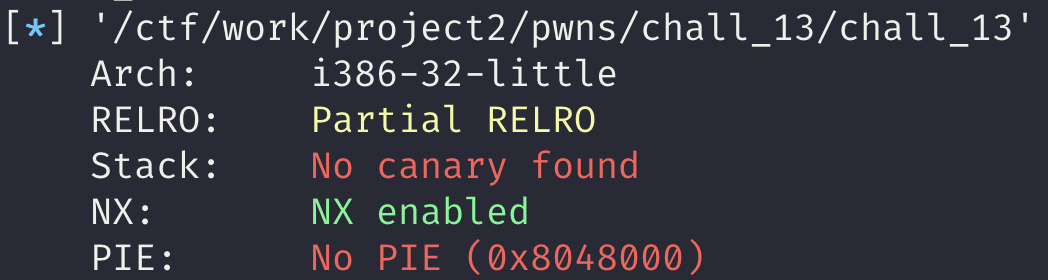 [*] '/ctf/work/project2/pwns/chall_13/chall_13'
Arch: i386-32-little
RELRO: Partial RELRO
Stack: No canary found
NX: NX enabled
PIE: No PIE (0x8048000)